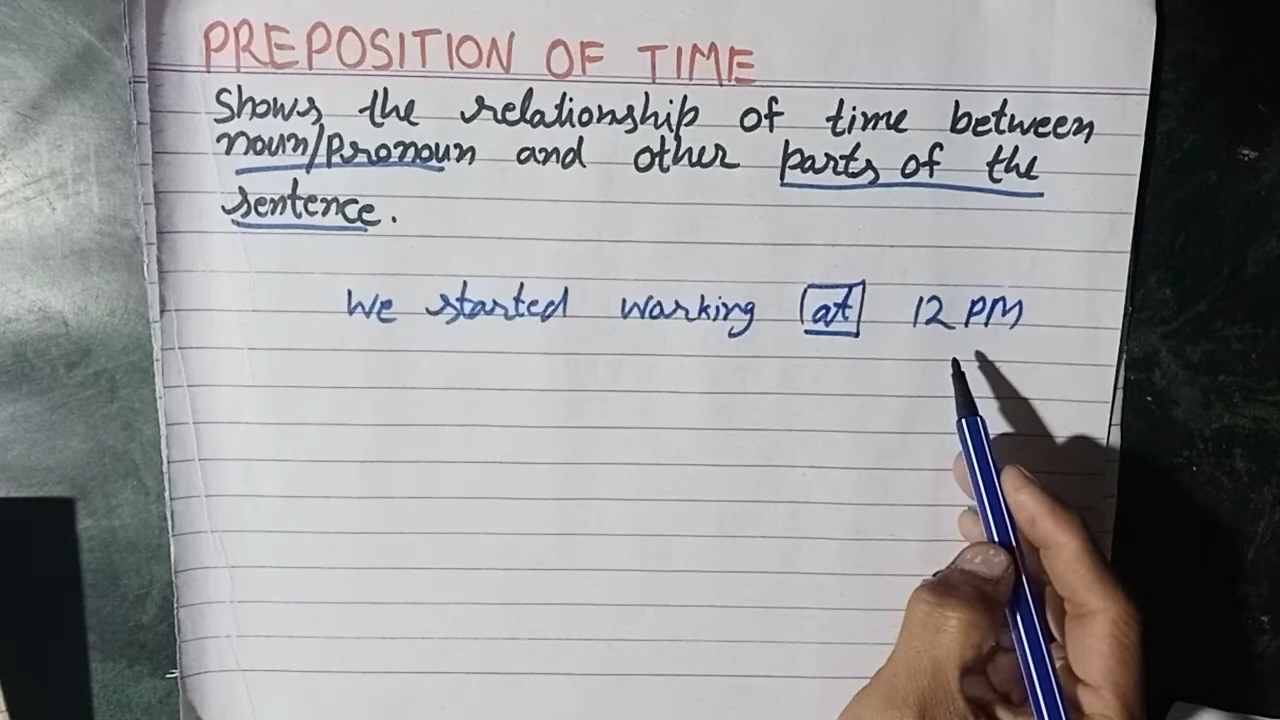 PREPOSITION OF TIME
Shows the relationship of time between
noun/pronoun and other parts of the
sentence.
We started working at 12 PM